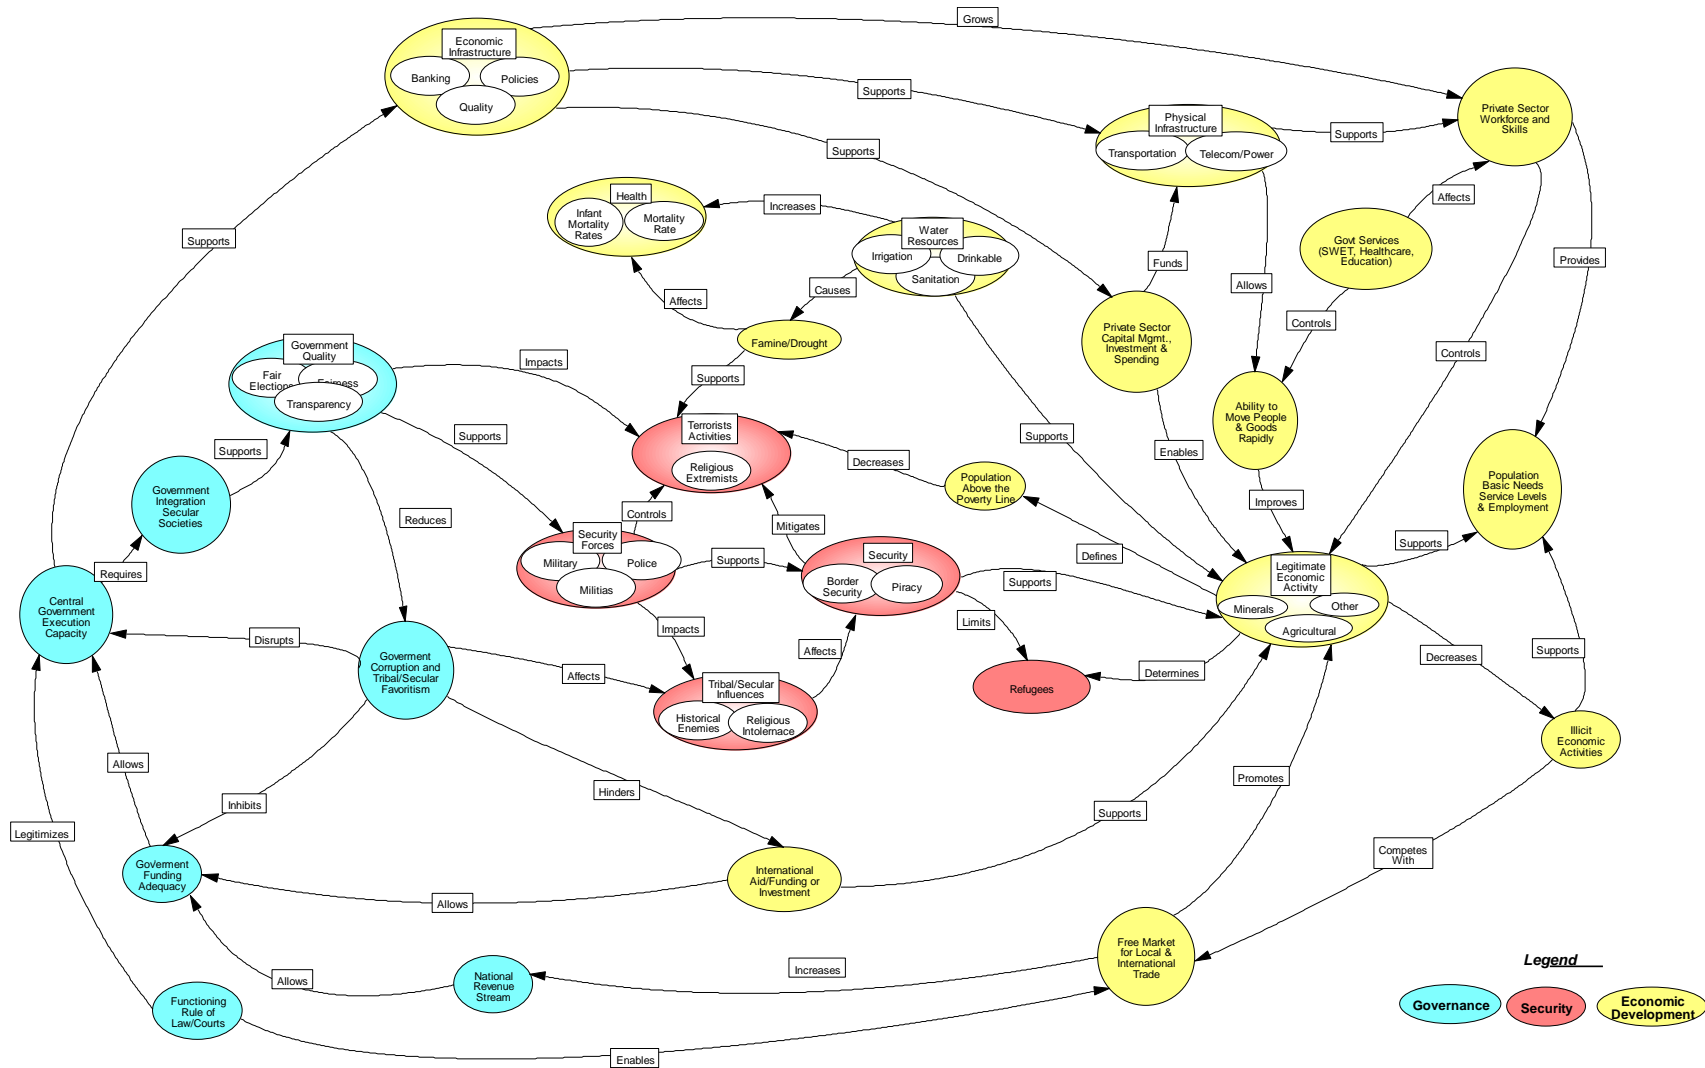 Grows
Economic
Infrastructure
Banking
Policies
Quality
Supports
Private Sector
Workforce and
Skills
Physical
Infrastructure
Transportation
Telecom/Power
Supports
Supports
Health
Infant
Mortality
Rates
Mortality
Rate
Increases
Water
Resources
Irrigation
Drinkable
Sanitation
Affects
Govt Services
(SWET, Healthcare,
Education)
Supports
Funds
Allows
Provides
Affects
Causes
Famine/Drought
Private Sector
Capital Mgmt.,
Investment &
Spending
Controls
Controls
Government
Quality
Fair
Elections
Fairness
Transparency
Impacts
Supports
Ability to
Move People
& Goods
Rapidly
Supports
Supports
Terrorists
Activities
Religious
Extremists
Supports
Enables
Decreases
Population
Above the
Poverty Line
Population
Basic Needs
Service Levels
& Employment
Government
Integration
Secular
Societies
Reduces
Controls
Mitigates
Improves
Requires
Security
Forces
Military
Police
Militias
Supports
Security
Border
Security
Piracy
Defines
Supports
Supports
Legitimate
Economic
Activity
Minerals
Other
Agricultural
Central
Government
Execution
Capacity
Disrupts
Impacts
Limits
Affects
Decreases
Supports
Goverment
Corruption and
Tribal/Secular
Favoritism
Affects
Tribal/Secular
Influences
Historical
Enemies
Religious
Intolernace
Refugees
Determines
Illicit
Economic
Activities
Allows
Inhibits
Hinders
Promotes
Supports
Legitimizes
Competes
With
Goverment
Funding
Adequacy
International
Aid/Funding or
Investment
Allows
Free Market
for Local &
International
Trade
Increases
National
Revenue
Stream
Allows
Functioning
Rule of
Law/Courts
Enables
Legend
Governance
Security
Economic
Development